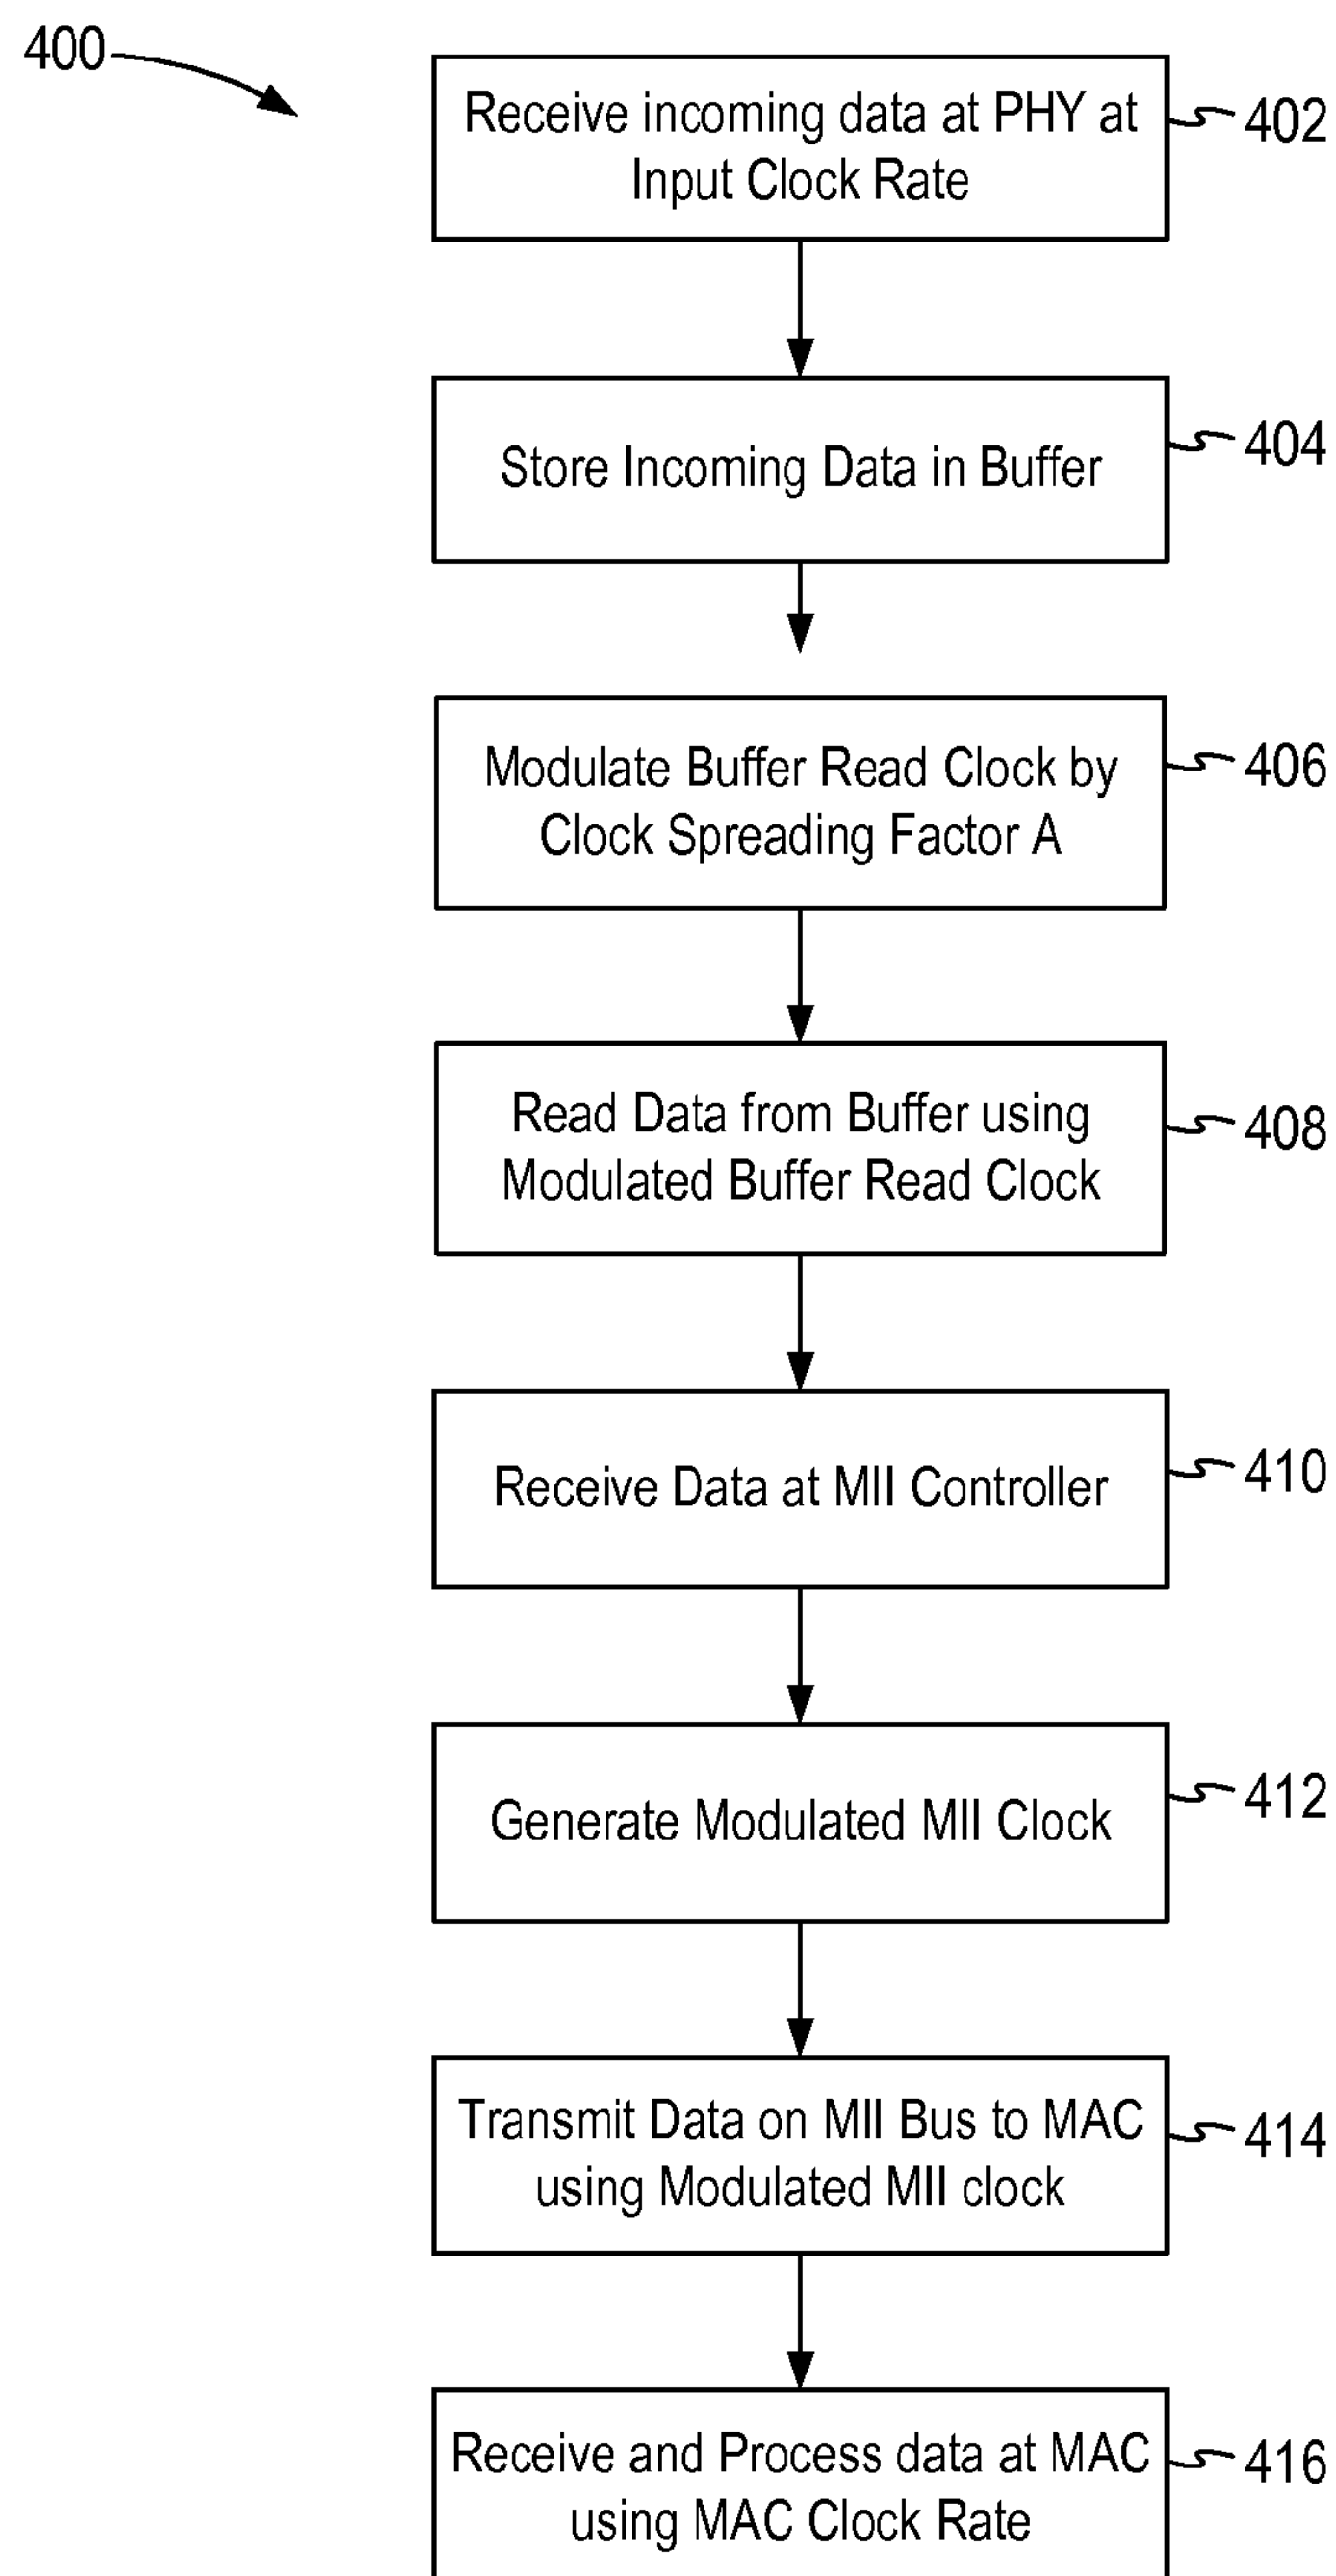 400
Receive incoming data at PHY at
Input Clock Rate
402
Store Incoming Data in Buffer
404
Modulate Buffer Read Clock by
Clock Spreading Factor A
406
Read Data from Buffer using
Modulated Buffer Read Clock
408
Receive Data at MII Controller
410
Generate Modulated MII Clock
412
Transmit Data on MII Bus to MAC
using Modulated MII clock
414
Receive and Process data at MAC
using MAC Clock Rate
416